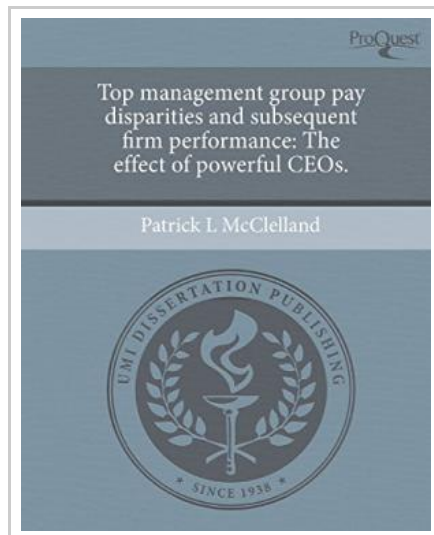 ProQuest
Top management group pay
disparities and subsequent
firm performance: The
effect of powerful CEOs.
Patrick L McClelland
UMI DISSERTATION PUBLISHING
* SINCE 1938 *